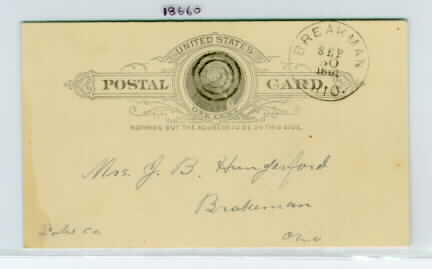 18660
UNITED STATES
POSTAL CARD.
ONE CENT
NOTHING BUT THE ADDRESS TO BE ON THIS SIDE.
BREAKMAN
SEP
30
O.
Mrs. J. B. Hungerford
Brakeman
Ohio